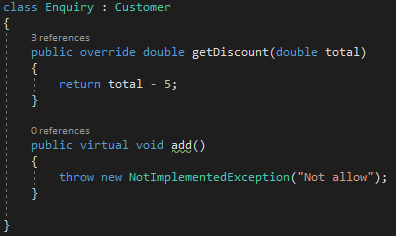 class Enquiry : Customer
{
3 references
public override double getDiscount(double total)
{
return total - 5;
}
0 references
public virtual void add()
{
throw new NotImplementedException("Not allow");
}
}